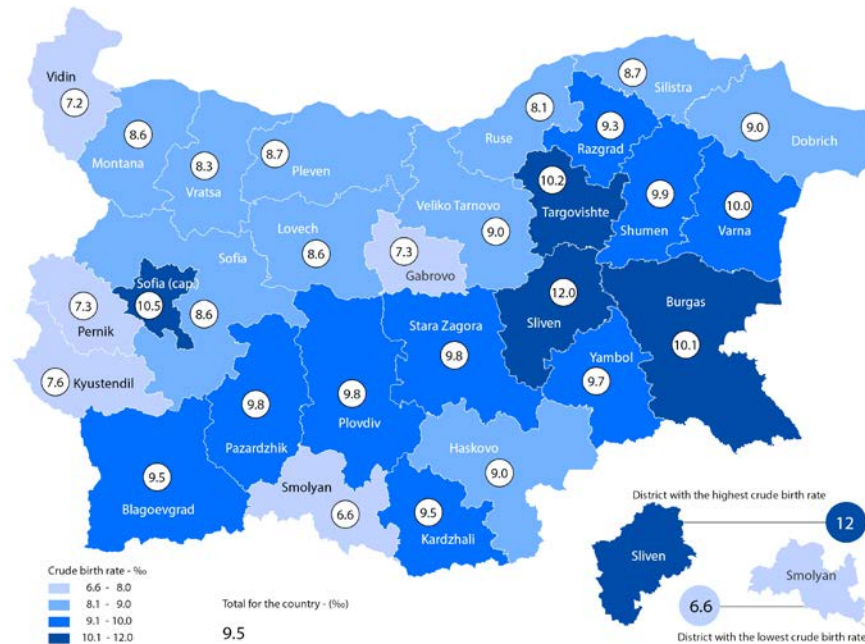 Vidin
7.2
8.6
Montana
8.3
Vratsa
8.7
Pleven
8.1
Ruse
8.7
Silistra
9.3
Razgrad
9.0
Dobrich
10.2
Targovishte
9.9
Shumen
10.0
Varna
Veliko Tarnovo
9.0
Lovech
8.6
7.3
Gabrovo
Sofia
8.6
Sofia (cap.)
10.5
7.3
Pernik
7.6
Kyustendil
12.0
Sliven
Burgas
10.1
Stara Zagora
9.8
Yambol
9.7
9.8
Pazardzhik
9.8
Plovdiv
Haskovo
9.0
9.5
Blagoevgrad
Smolyan
6.6
9.5
Kardzhali
District with the highest crude birth rate
12
Sliven
Smolyan
6.6
District with the lowest crude birth rate
Crude birth rate - ‰
6.6 - 8.0
8.1 - 9.0
9.1 - 10.0
10.1 - 12.0
Total for the country - (‰)
9.5